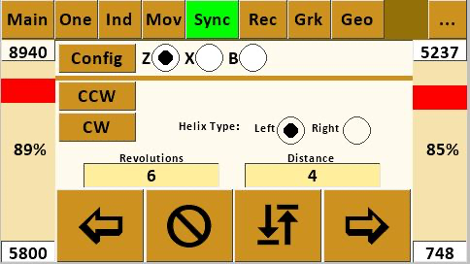 Main One Ind Mov Sync Rec Grk Geo ...
8940 Config Z X B 5237
CCW
CW Helix Type: Left Right
89% 85%
Revolutions Distance
6 4
5800 748